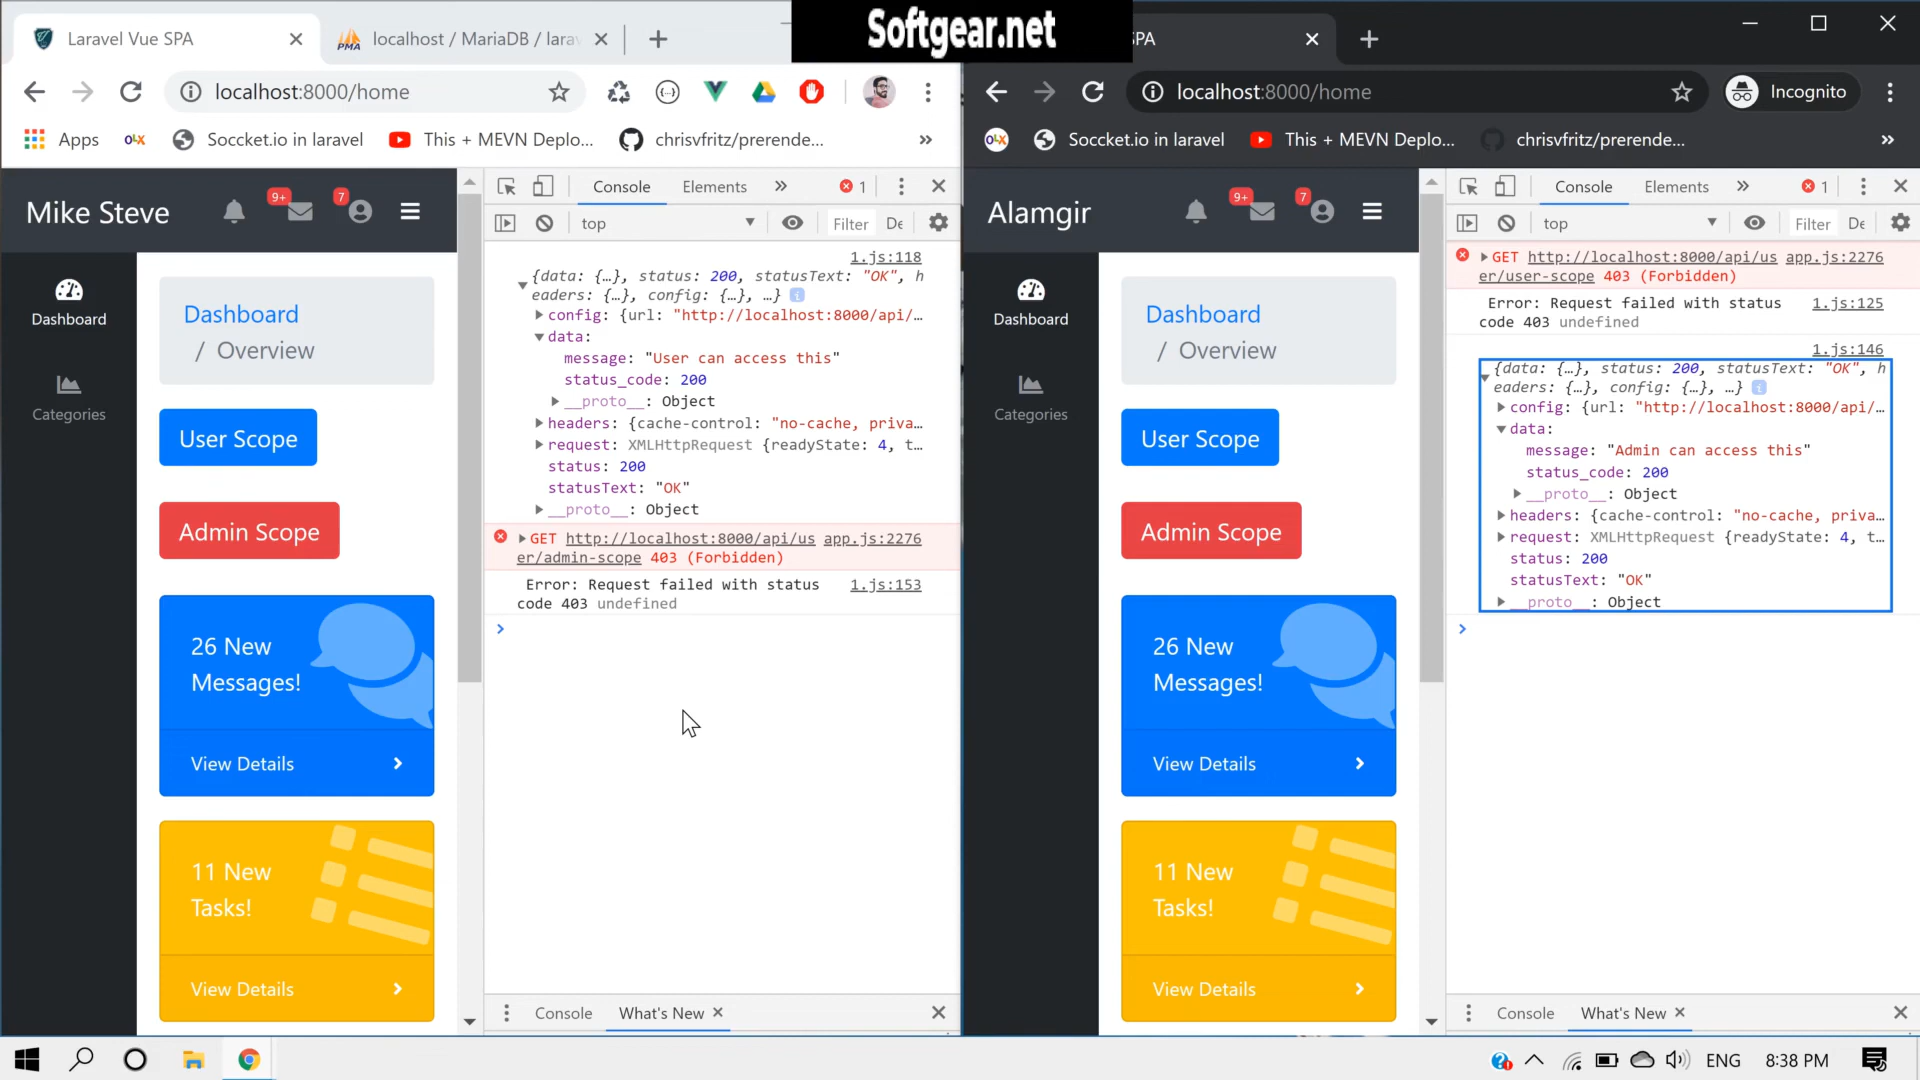 Softgear.net
Laravel Vue SPA
localhost / MariaDB / larav
localhost:8000/home
Apps
OLX
Soccket.io in laravel
This + MEVN Deplo...
chrisvfritz/prerende...
Mike Steve
9+
7
Dashboard
Categories
Dashboard
/ Overview
User Scope
Admin Scope
26 New
Messages!
View Details
11 New
Tasks!
View Details
Console
Elements
1
top
Filter
De
1.js:118
{data: {…}, status: 200, statusText: "OK", h
eaders: {…}, config: {…}, …}
config: {url: "http://localhost:8000/api/…
data:
message: "User can access this"
status_code: 200
__proto__: Object
headers: {cache-control: "no-cache, priva…
request: XMLHttpRequest {readyState: 4, t…
status: 200
statusText: "OK"
__proto__: Object
GET http://localhost:8000/api/us app.js:2276
er/admin-scope 403 (Forbidden)
Error: Request failed with status 1.js:153
code 403 undefined
Console
What's New
SPA
localhost:8000/home
Incognito
OLX
Soccket.io in laravel
This + MEVN Deplo...
chrisvfritz/prerende...
Alamgir
9+
7
Dashboard
Categories
Dashboard
/ Overview
User Scope
Admin Scope
26 New
Messages!
View Details
11 New
Tasks!
View Details
Console
Elements
1
top
Filter
De
GET http://localhost:8000/api/us app.js:2276
er/user-scope 403 (Forbidden)
Error: Request failed with status 1.js:125
code 403 undefined
1.js:146
{data: {…}, status: 200, statusText: "OK", h
eaders: {…}, config: {…}, …}
config: {url: "http://localhost:8000/api/…
data:
message: "Admin can access this"
status_code: 200
__proto__: Object
headers: {cache-control: "no-cache, priva…
request: XMLHttpRequest {readyState: 4, t…
status: 200
statusText: "OK"
__proto__: Object
Console
What's New
ENG
8:38 PM